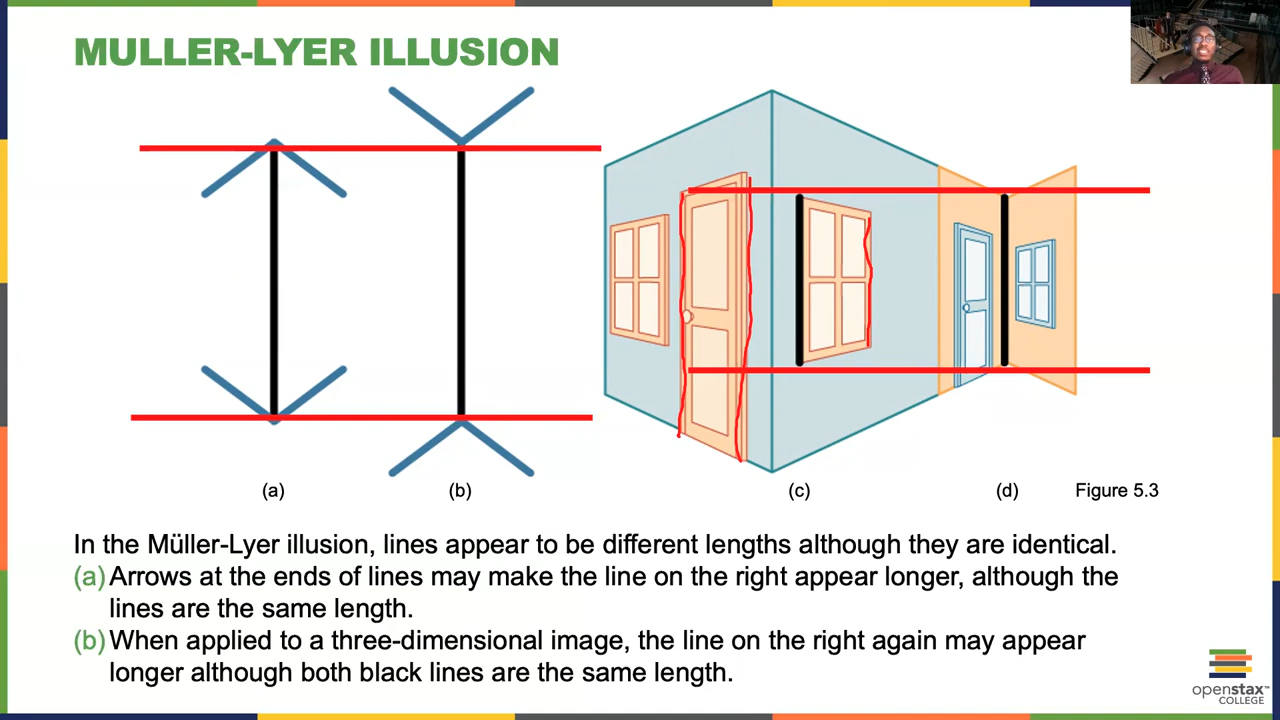 MULLER-LYER ILLUSION
(a)
(b)
(c)
(d)
Figure 5.3
In the Müller-Lyer illusion, lines appear to be different lengths although they are identical.
(a) Arrows at the ends of lines may make the line on the right appear longer, although the
lines are the same length.
(b) When applied to a three-dimensional image, the line on the right again may appear
longer although both black lines are the same length.
openstax™
COLLEGE